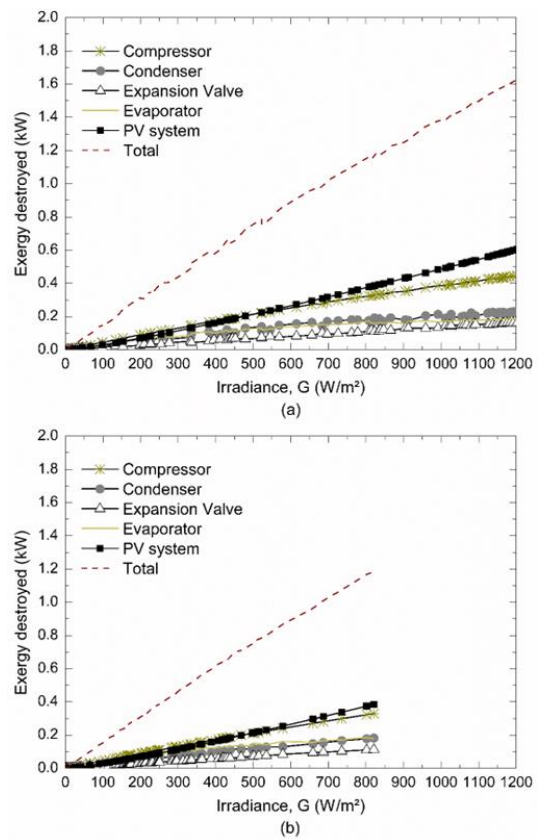 2.0
1.8
1.6
1.4
1.2
1.0
0.8
0.6
0.4
0.2
0.0
Exergy destroyed (kW)
Compressor
Condenser
Expansion Valve
Evaporator
PV system
Total
0 100 200 300 400 500 600 700 800 900 1000 1100 1200
Irradiance, G (W/m²)
(a)
2.0
1.8
1.6
1.4
1.2
1.0
0.8
0.6
0.4
0.2
0.0
Exergy destroyed (kW)
Compressor
Condenser
Expansion Valve
Evaporator
PV system
Total
0 100 200 300 400 500 600 700 800 900 1000 1100 1200
Irradiance, G (W/m²)
(b)